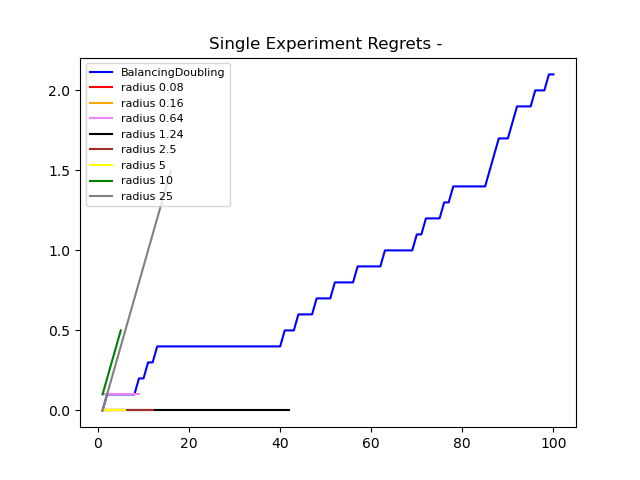 Single Experiment Regrets -
BalancingDoubling
radius 0.08
radius 0.16
radius 0.64
radius 1.24
radius 2.5
radius 5
radius 10
radius 25
2.0
1.5
1.0
0.5
0.0
0 20 40 60 80 100